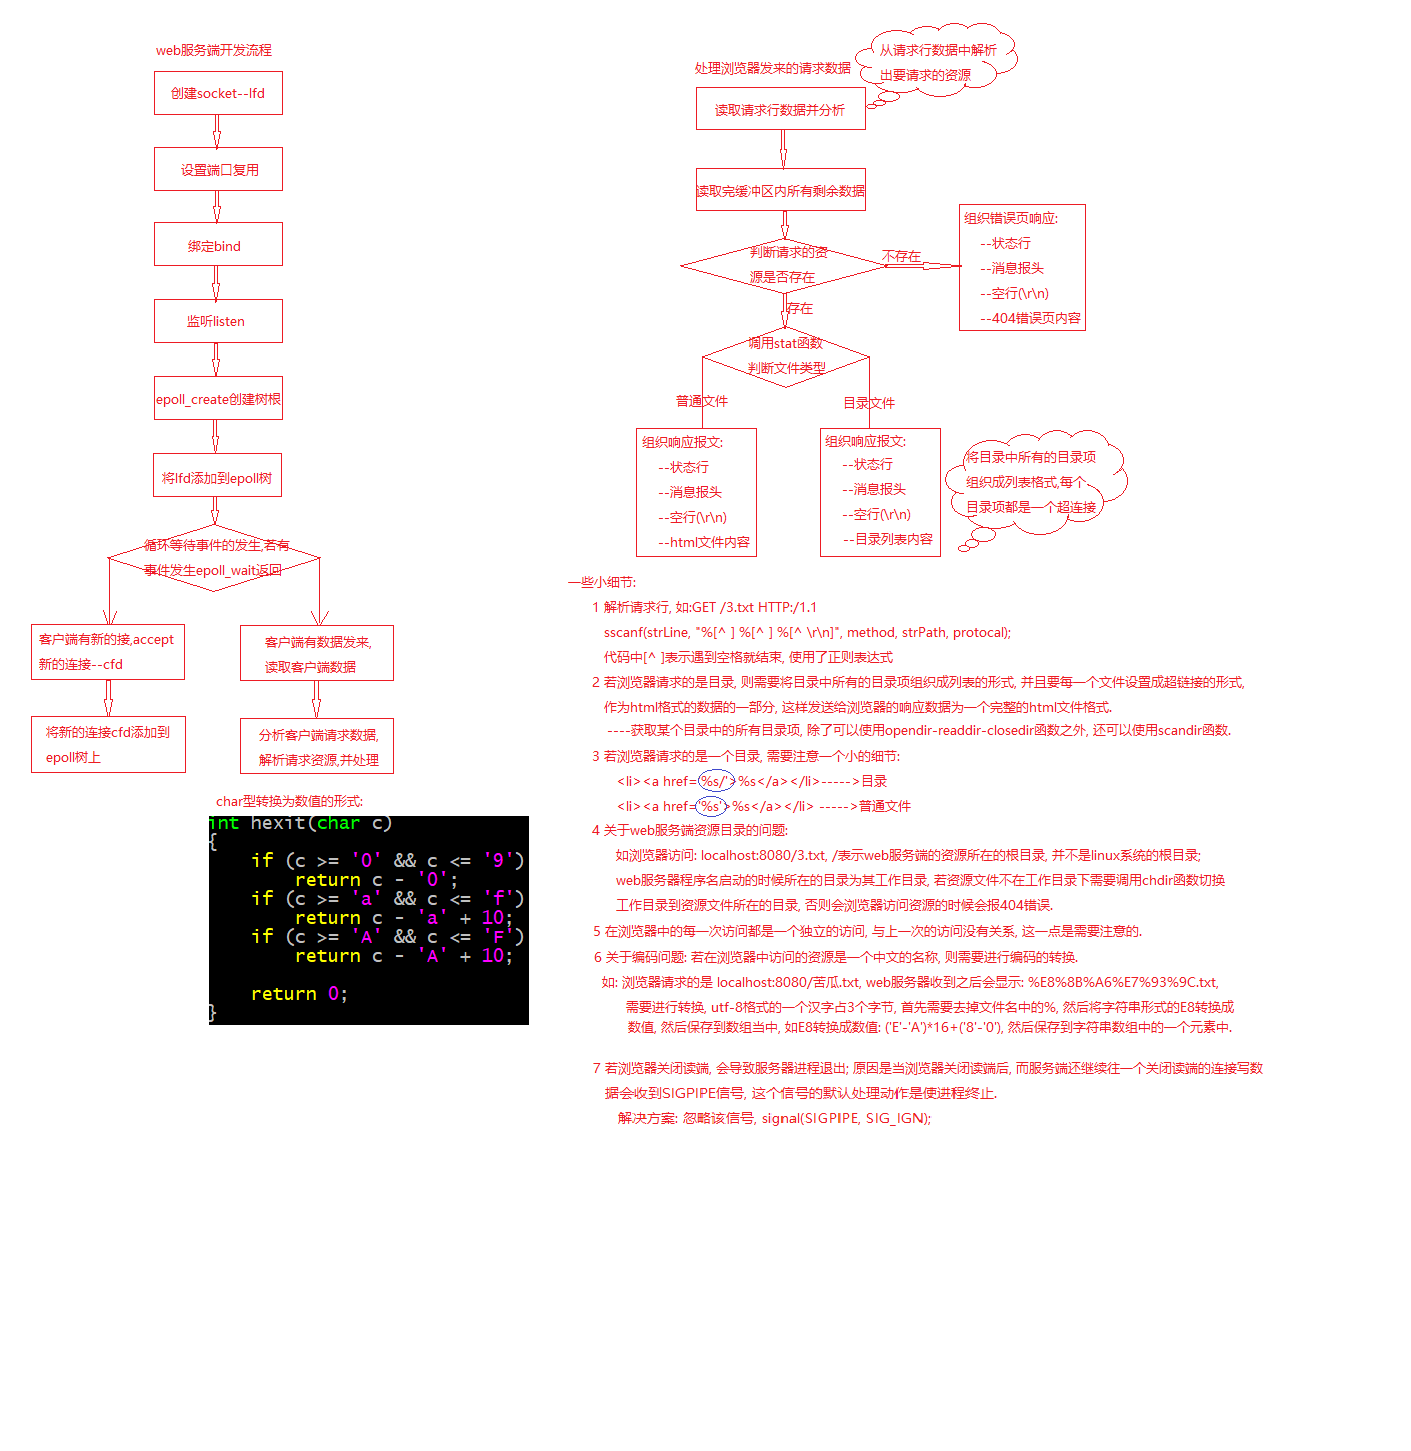 web服务端开发流程
创建socket--lfd
设置端口复用
绑定bind
监听listen
epoll_create创建树根
将lfd添加到epoll树
循环等待事件的发生,若有
事件发生epoll_wait返回
客户端有新的接,accept
新的连接--cfd
将新的连接cfd添加到
epoll树上
客户端有数据发来,
读取客户端数据
分析客户端请求数据,
解析请求资源,并处理
char型转换为数值的形式:
int hexit(char c)
{
if (c >= '0' && c <= '9')
return c - '0';
if (c >= 'a' && c <= 'f')
return c - 'a' + 10;
if (c >= 'A' && c <= 'F')
return c - 'A' + 10;
return 0;
}
处理浏览器发来的请求数据
从请求行数据中解析
出要请求的资源
读取请求行数据并分析
读取完缓冲区内所有剩余数据
判断请求的资
源是否存在
不存在
组织错误页响应:
--状态行
--消息报头
--空行(\r\n)
--404错误页内容
存在
调用stat函数
判断文件类型
普通文件
目录文件
组织响应报文:
--状态行
--消息报头
--空行(\r\n)
--html文件内容
组织响应报文:
--状态行
--消息报头
--空行(\r\n)
--目录列表内容
将目录中所有的目录项
组织成列表格式,每个
目录项都是一个超连接
一些小细节:
1 解析请求行, 如:GET /3.txt HTTP:/1.1
sscanf(strLine, "%[^ ] %[^ ] %[^ \r\n]", method, strPath, protocal);
代码中[^ ]表示遇到空格就结束, 使用了正则表达式
2 若浏览器请求的是目录, 则需要将目录中所有的目录项组织成列表的形式, 并且要每一个文件设置成超链接的形式,
作为html格式的数据的一部分, 这样发送给浏览器的响应数据为一个完整的html文件格式.
----获取某个目录中的所有目录项, 除了可以使用opendir-readdir-closedir函数之外, 还可以使用scandir函数.
3 若浏览器请求的是一个目录, 需要注意一个小的细节:
<li><a href='%s/'>%s</a></li>----->目录
<li><a href='%s'>%s</a></li> ----->普通文件
4 关于web服务端资源目录的问题:
如浏览器访问: localhost:8080/3.txt, /表示web服务端的资源所在的根目录, 并不是linux系统的根目录;
web服务器程序名启动的时候所在的目录为其工作目录, 若资源文件不在工作目录下需要调用chdir函数切换
工作目录到资源文件所在的目录, 否则会浏览器访问资源的时候会报404错误.
5 在浏览器中的每一次访问都是一个独立的访问, 与上一次的访问没有关系, 这一点是需要注意的.
6 关于编码问题: 若在浏览器中访问的资源是一个中文的名称, 则需要进行编码的转换.
如: 浏览器请求的是 localhost:8080/苦瓜.txt, web服务器收到之后会显示: %E8%8B%A6%E7%93%9C.txt,
需要进行转换, utf-8格式的一个汉字占3个字节, 首先需要去掉文件名中的%, 然后将字符串形式的E8转换成
数值, 然后保存到数组当中, 如E8转换成数值: ('E'-'A')*16+('8'-'0'), 然后保存到字符串数组中的一个元素中.
7 若浏览器关闭读端, 会导致服务器进程退出; 原因是当浏览器关闭读端后, 而服务端还继续往一个关闭读端的连接写数
据会收到SIGPIPE信号, 这个信号的默认处理动作是使进程终止.
解决方案: 忽略该信号, signal(SIGPIPE, SIG_IGN);